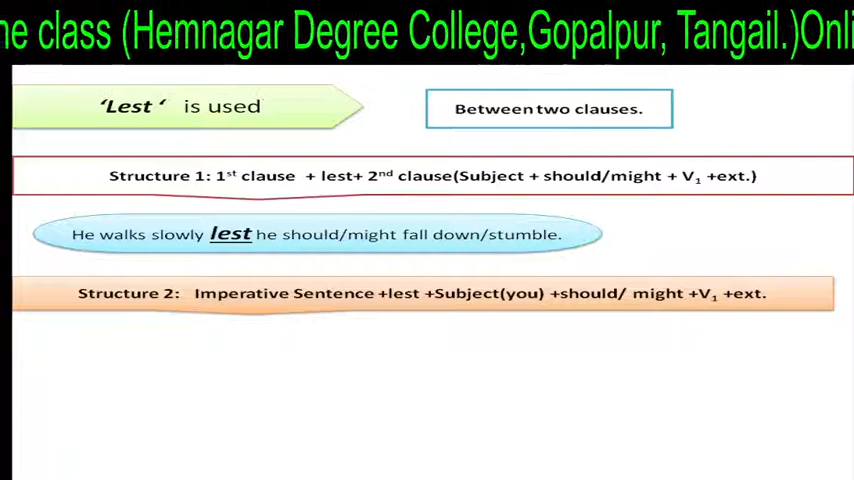 ne class (Hemnagar Degree College,Gopalpur, Tangail.)Onli
‘Lest ‘ is used
Between two clauses.
Structure 1: 1st clause + lest+ 2nd clause(Subject + should/might + V1 +ext.)
He walks slowly lest he should/might fall down/stumble.
Structure 2: Imperative Sentence +lest +Subject(you) +should/ might +V1 +ext.